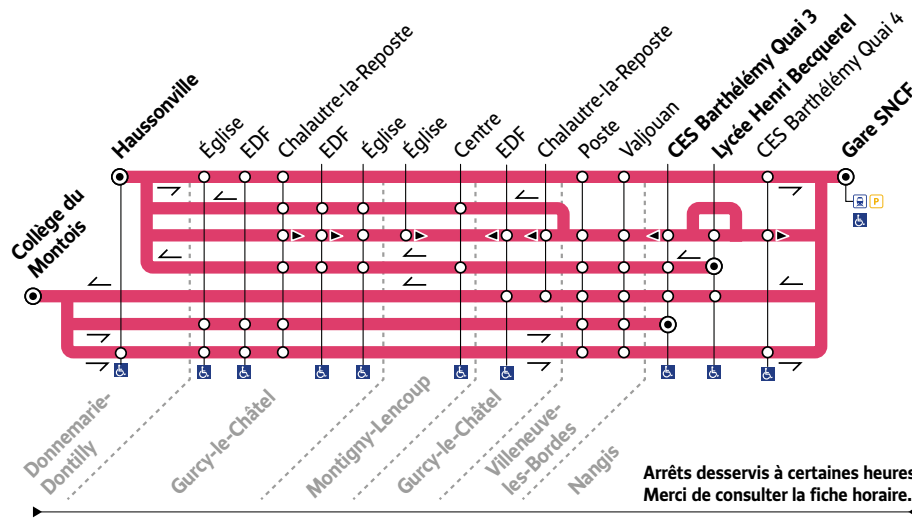 Collège du
Montois
Haussonville
Église
EDF
Chalautre-la-Reposte
EDF
Église
Église
Centre
EDF
Chalautre-la-Reposte
Poste
Valjouan
CES Barthélémy Quai 3
Lycée Henri Becquerel
CES Barthélémy Quai 4
Gare SNCF
P
Donnemarie-
Dontilly
Gurcy-le-Châtel
Montigny-Lencoup
Gurcy-le-Châtel
Villeneuve-
les-Bordes
Nangis
Arrêts desservis à certaines heures
Merci de consulter la fiche horaire.